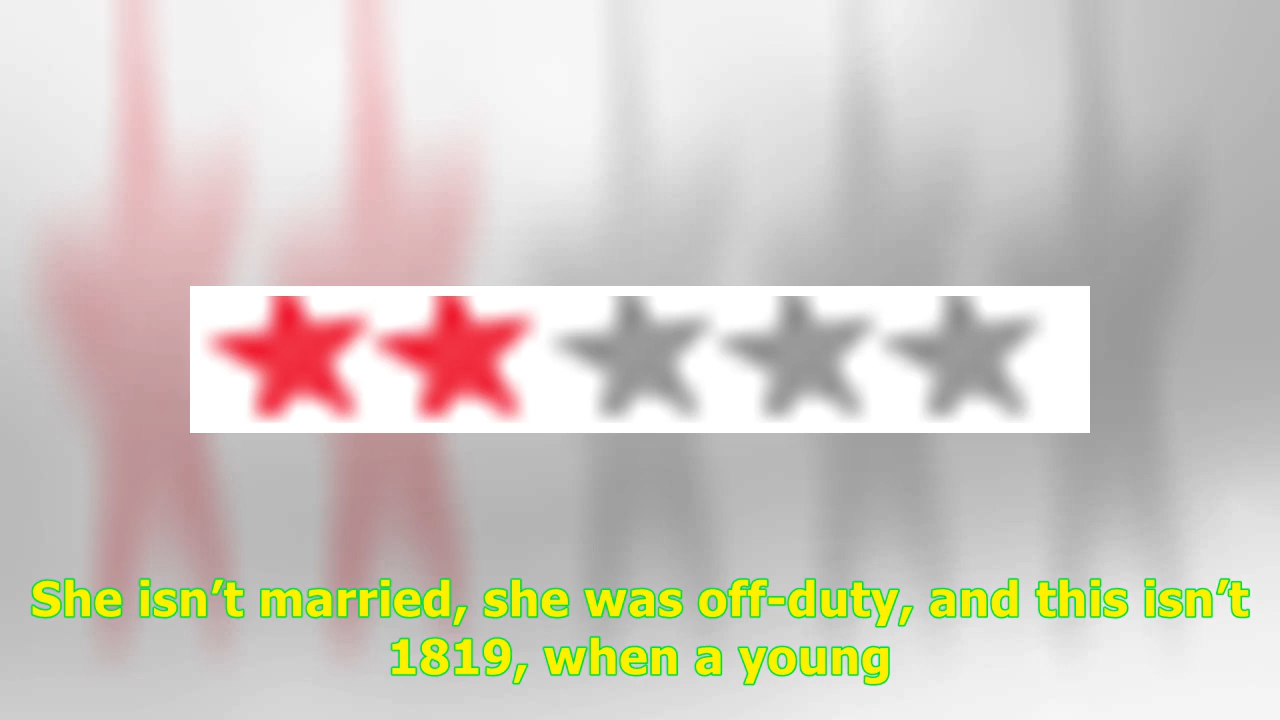 She isn’t married, she was off-duty, and this isn’t
1819, when a young